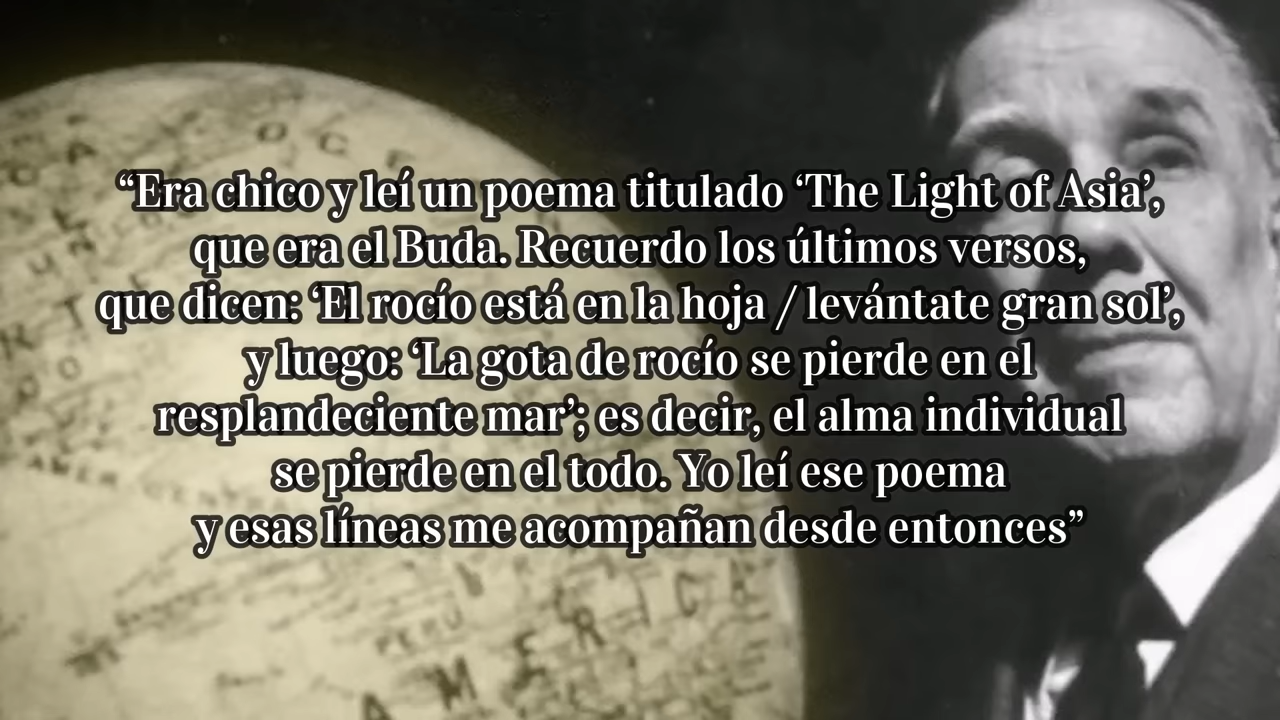 “Era chico y leí un poema titulado ‘The Light of Asia’,
que era el Buda. Recuerdo los últimos versos,
que dicen: ‘El rocío está en la hoja / levántate gran sol’,
y luego: ‘La gota de rocío se pierde en el
resplandeciente mar’; es decir, el alma individual
se pierde en el todo. Yo leí ese poema
y esas líneas me acompañan desde entonces”
PERÚ
AMERICA